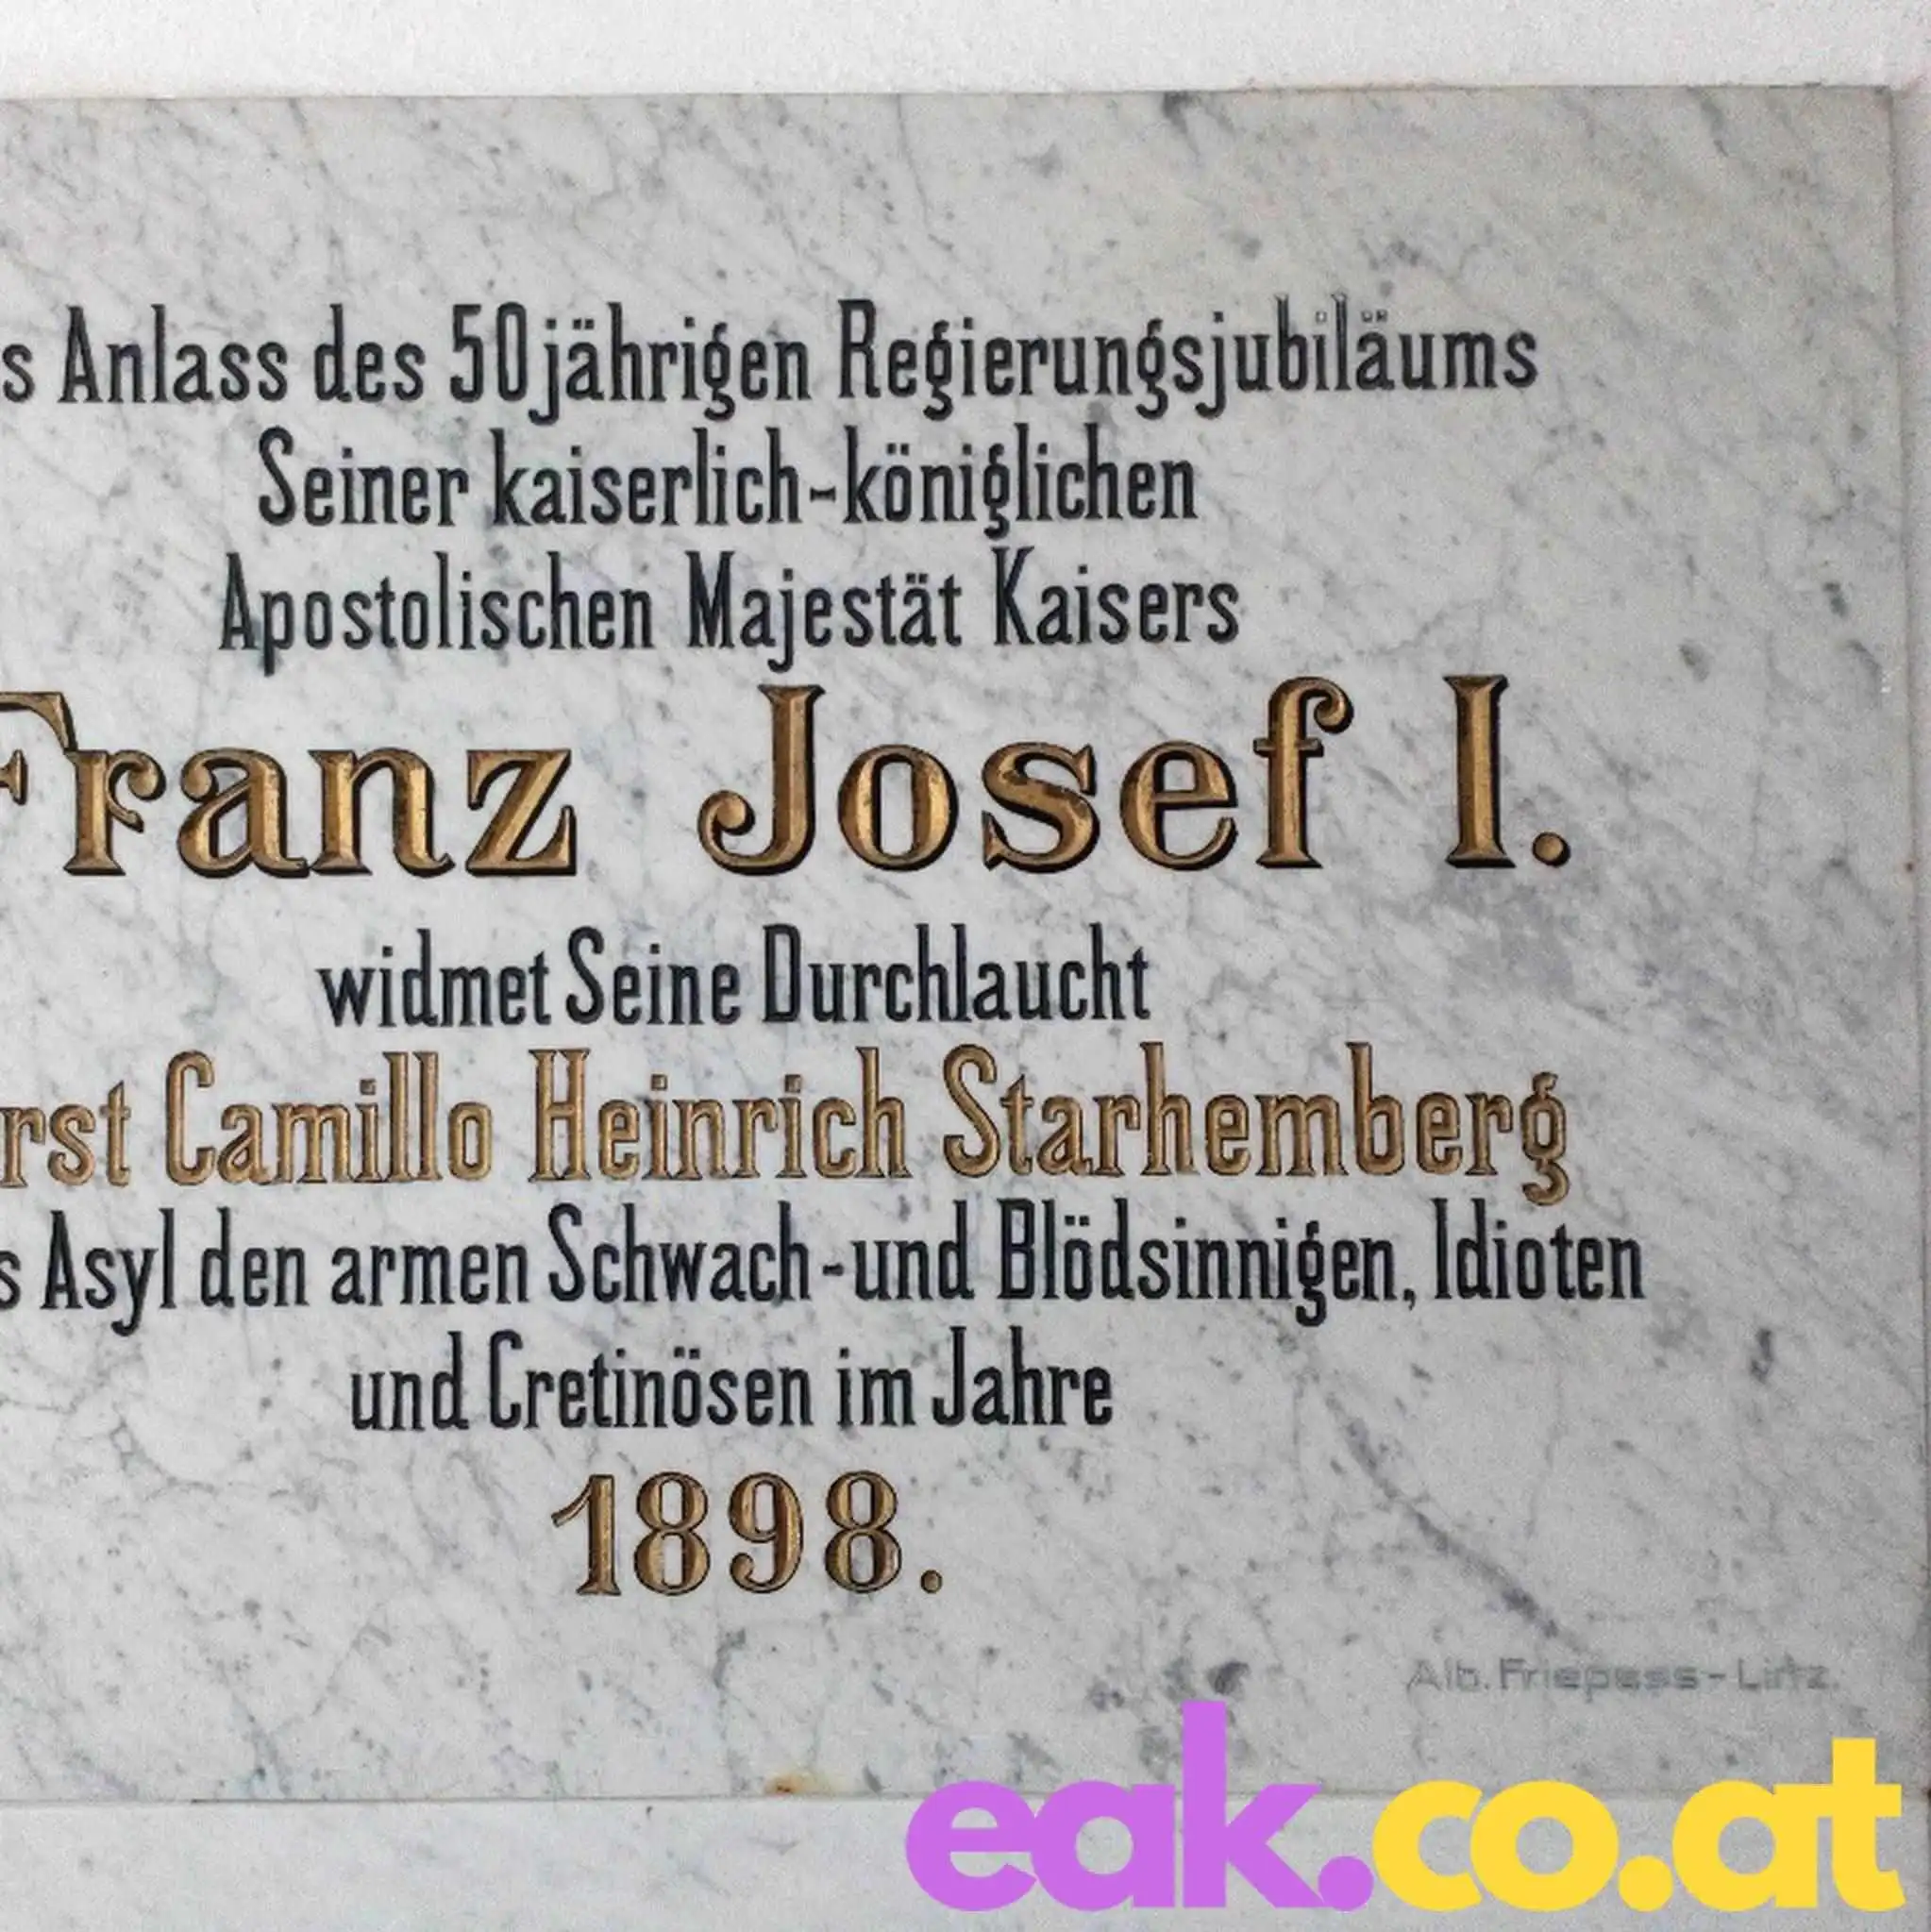 s Anlass des 50jährigen Regierungsjubiläums
Seiner kaiserlich-königlichen
Apostolischen Majestät Kaisers
Franz Josef I.
widmet Seine Durchlaucht
rst Camillo Heinrich Starhemberg
s Asyl den armen Schwach-und Blödsinnigen, Idioten
und Cretinösen im Jahre
1898.
Alb. Friepess-Linz.
eak.co.at